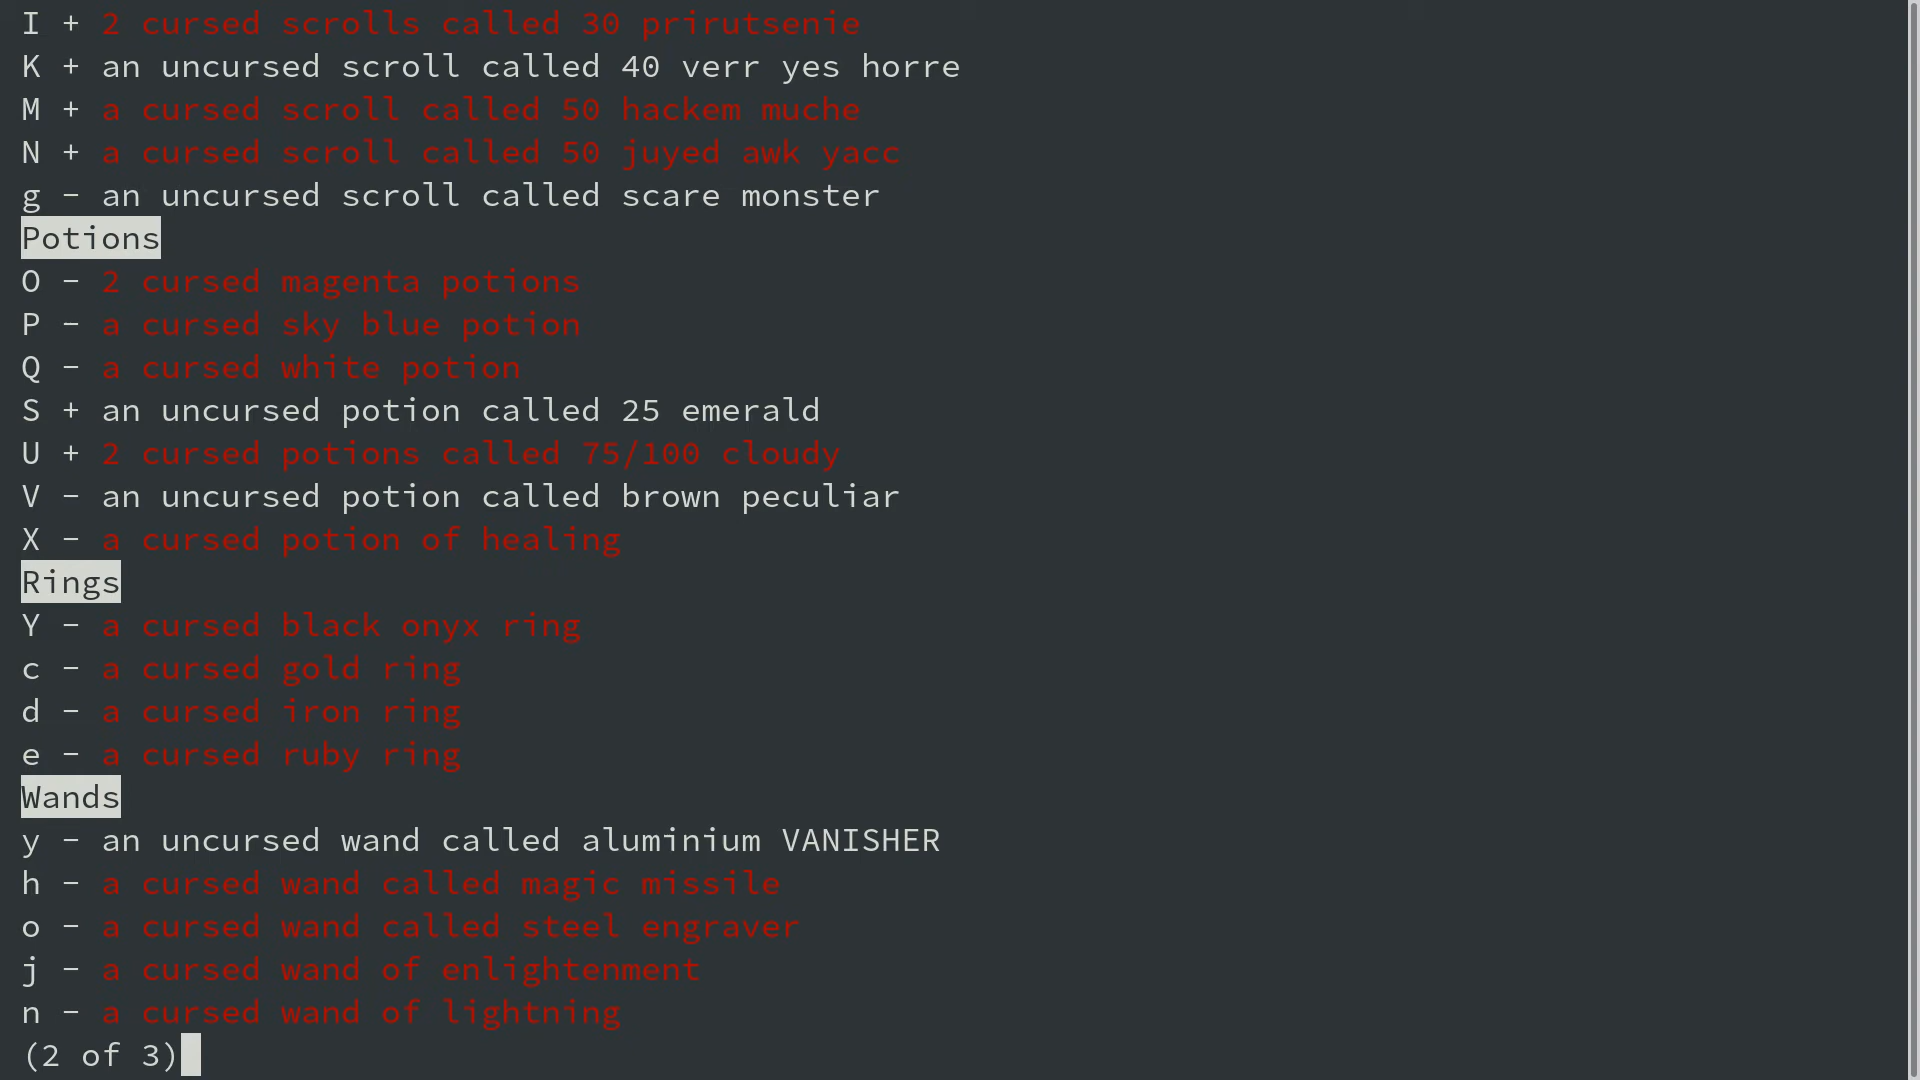 I + 2 cursed scrolls called 30 prirutsenie
K + an uncursed scroll called 40 verr yes horre
M + a cursed scroll called 50 hackem muche
N + a cursed scroll called 50 juyed awk yacc
g - an uncursed scroll called scare monster
Potions
O - 2 cursed magenta potions
P - a cursed sky blue potion
Q - a cursed white potion
S + an uncursed potion called 25 emerald
U + 2 cursed potions called 75/100 cloudy
V - an uncursed potion called brown peculiar
X - a cursed potion of healing
Rings
Y - a cursed black onyx ring
c - a cursed gold ring
d - a cursed iron ring
e - a cursed ruby ring
Wands
y - an uncursed wand called aluminium VANISHER
h - a cursed wand called magic missile
o - a cursed wand called steel engraver
j - a cursed wand of enlightenment
n - a cursed wand of lightning
(2 of 3)